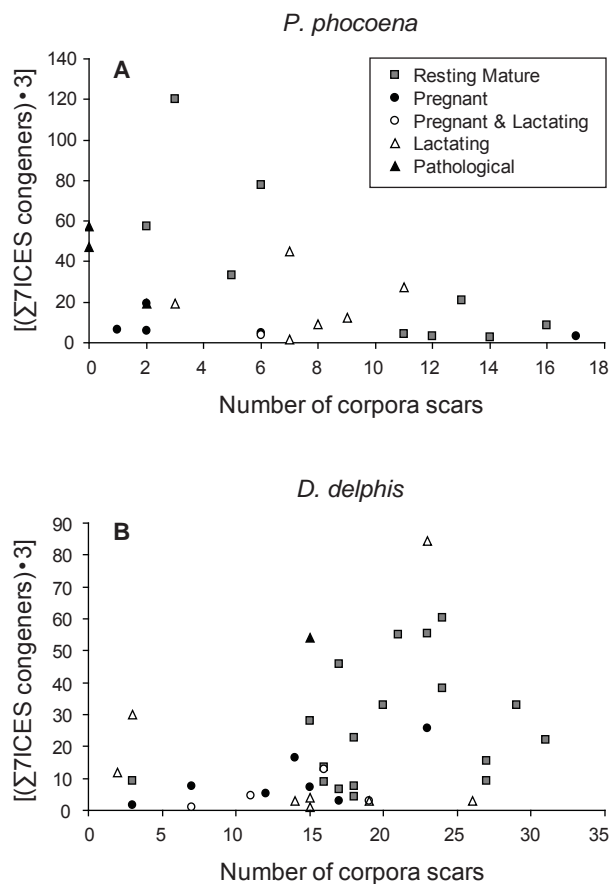 P. phocoena
A
140
120
100
80
60
40
20
0
[(∑7ICES congeners) • 3]
Resting Mature
Pregnant
Pregnant & Lactating
Lactating
Pathological
0 2 4 6 8 10 12 14 16 18
Number of corpora scars
D. delphis
B
90
80
70
60
50
40
30
20
10
0
[(∑7ICES congeners) • 3]
0 5 10 15 20 25 30 35
Number of corpora scars